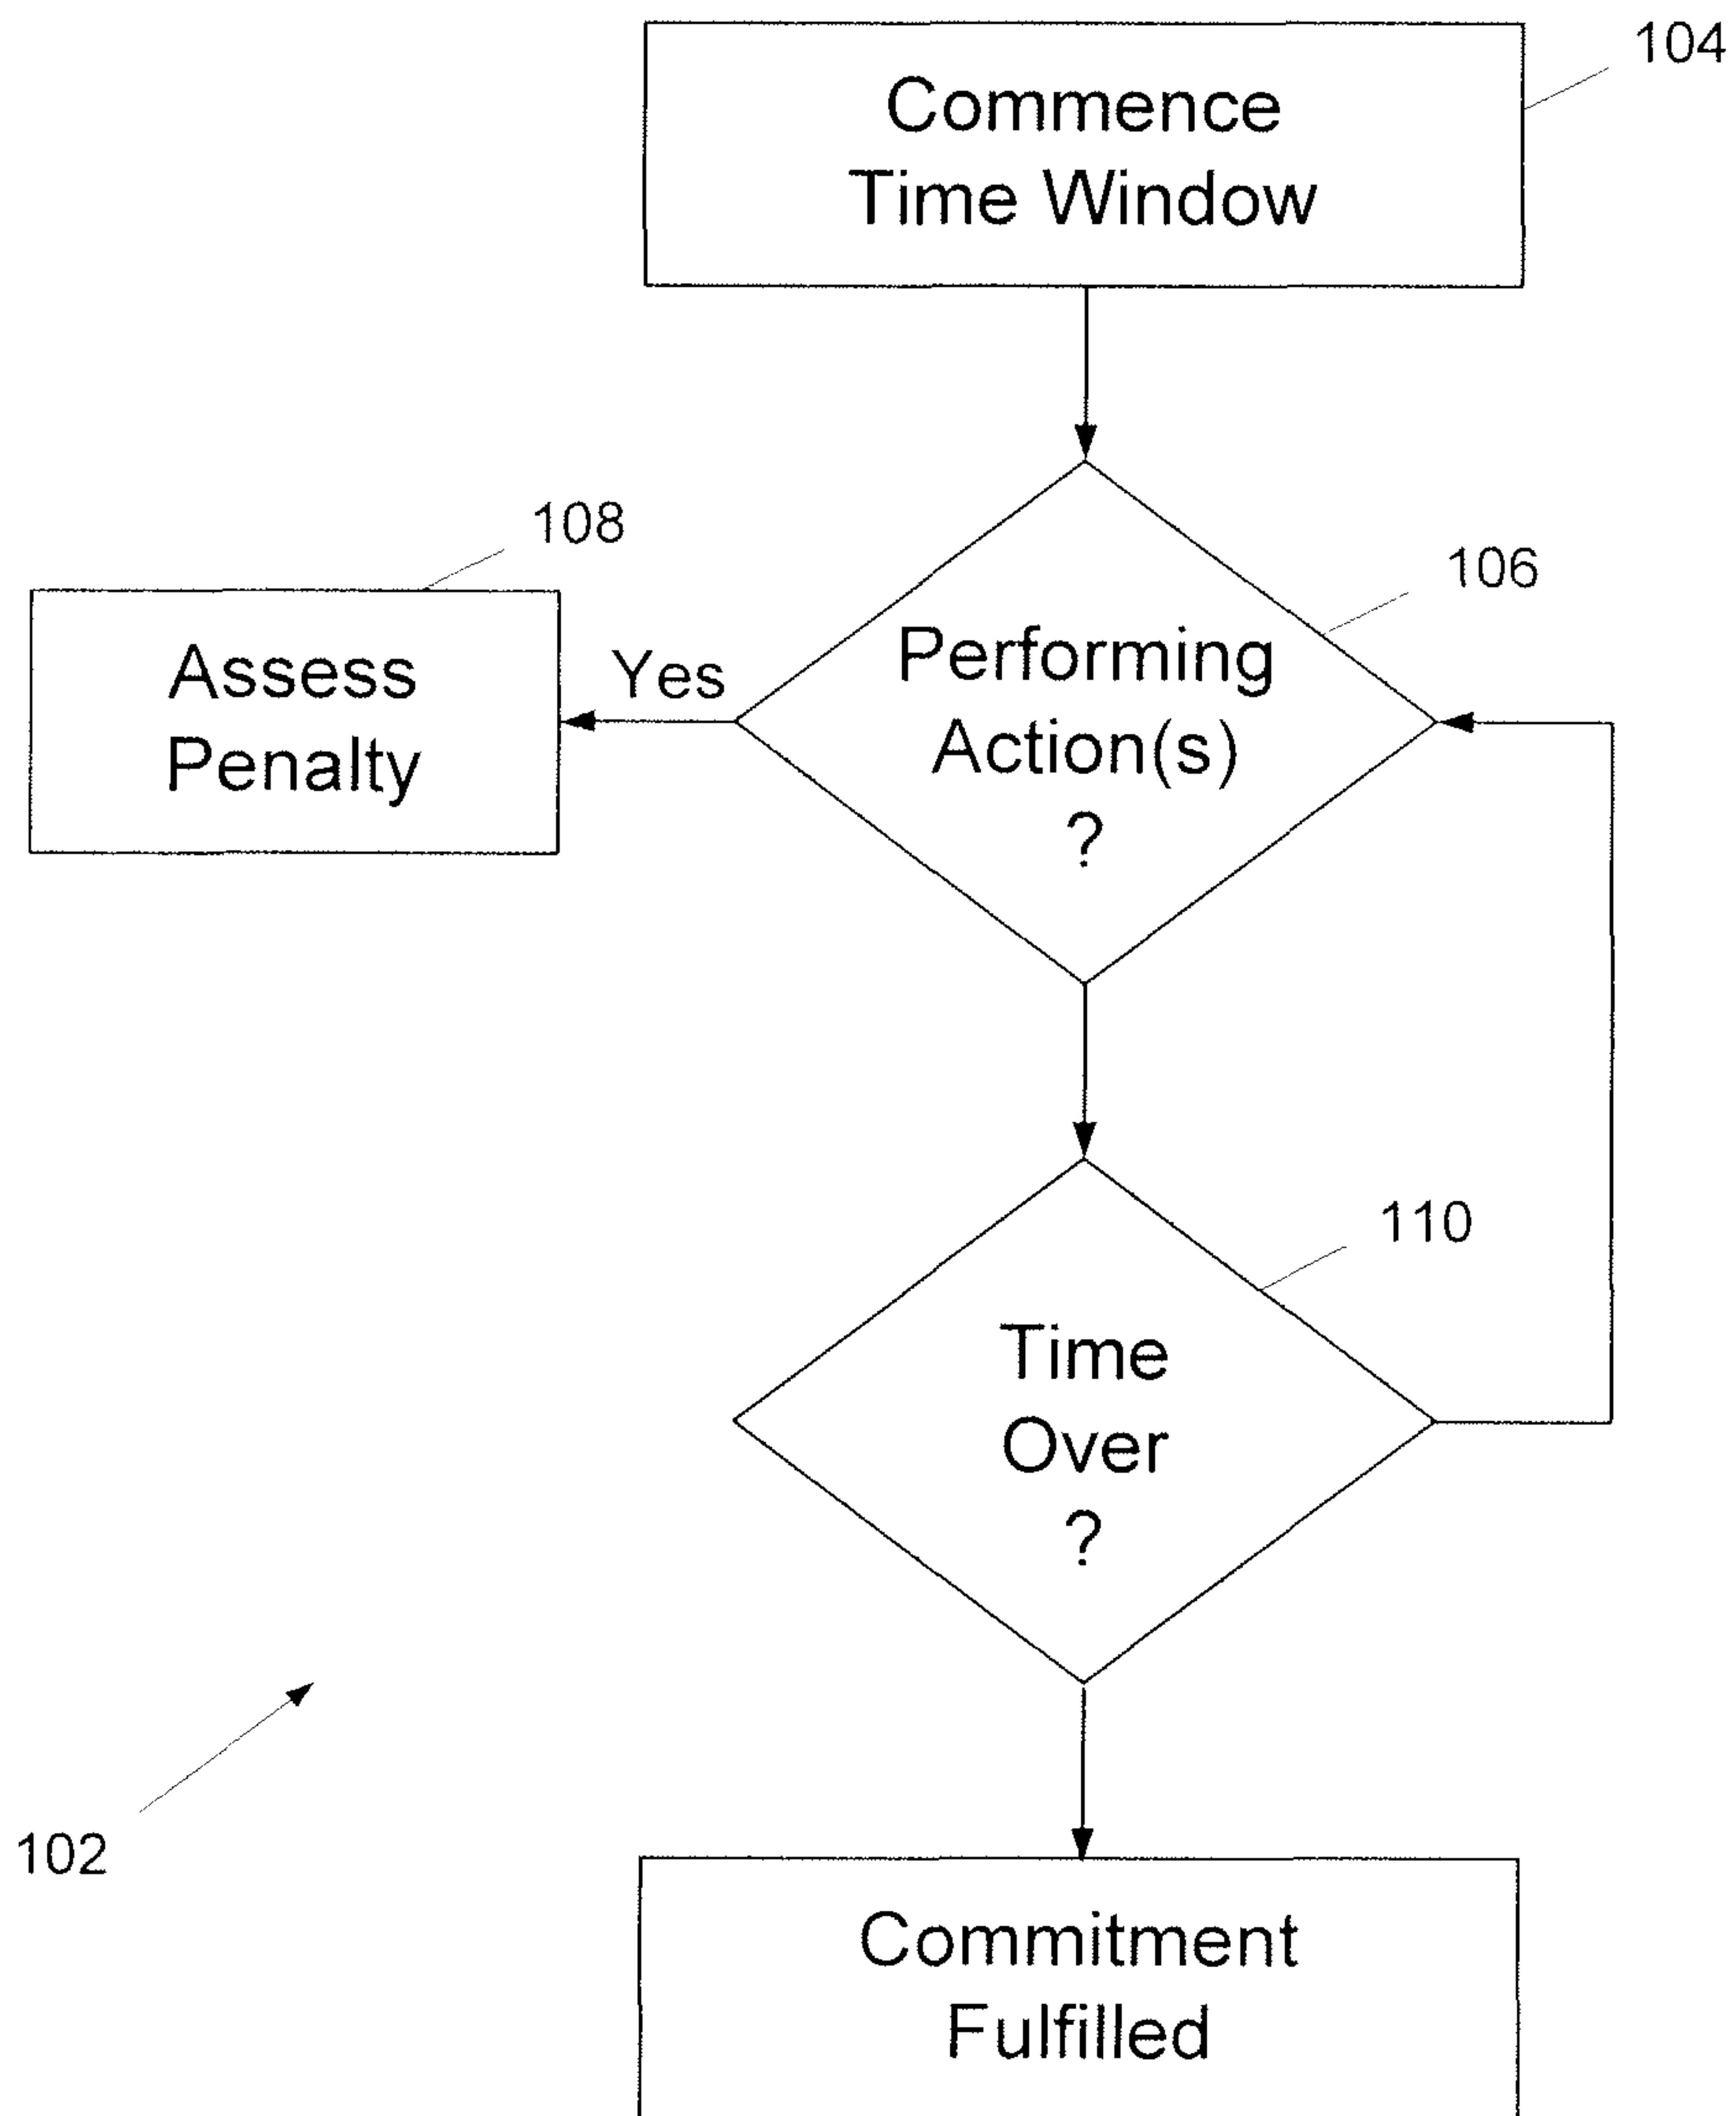 104
Commence
Time Window
108
106
Assess
Penalty
Yes
Performing
Action(s)
?
110
Time
Over
?
102
Commitment
Fulfilled